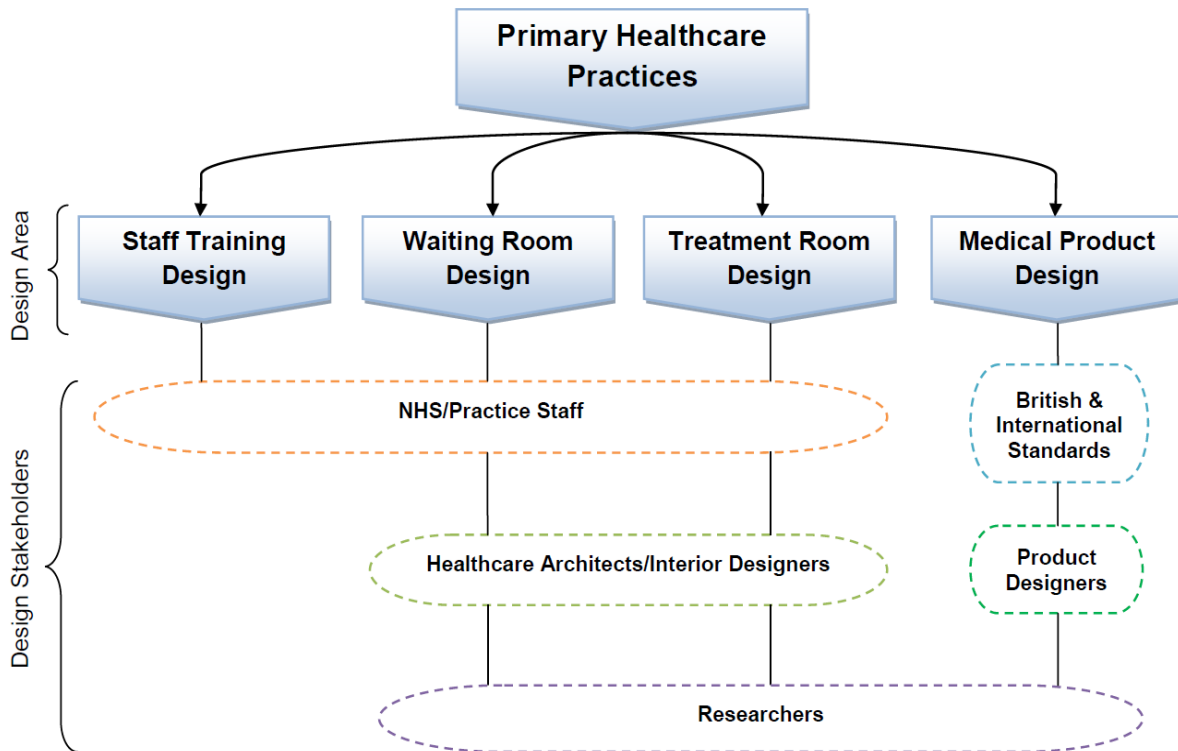 Primary Healthcare
Practices
Design Area
Staff Training
Design
Waiting Room
Design
Treatment Room
Design
Medical Product
Design
Design Stakeholders
NHS/Practice Staff
British &
International
Standards
Healthcare Architects/Interior Designers
Product
Designers
Researchers